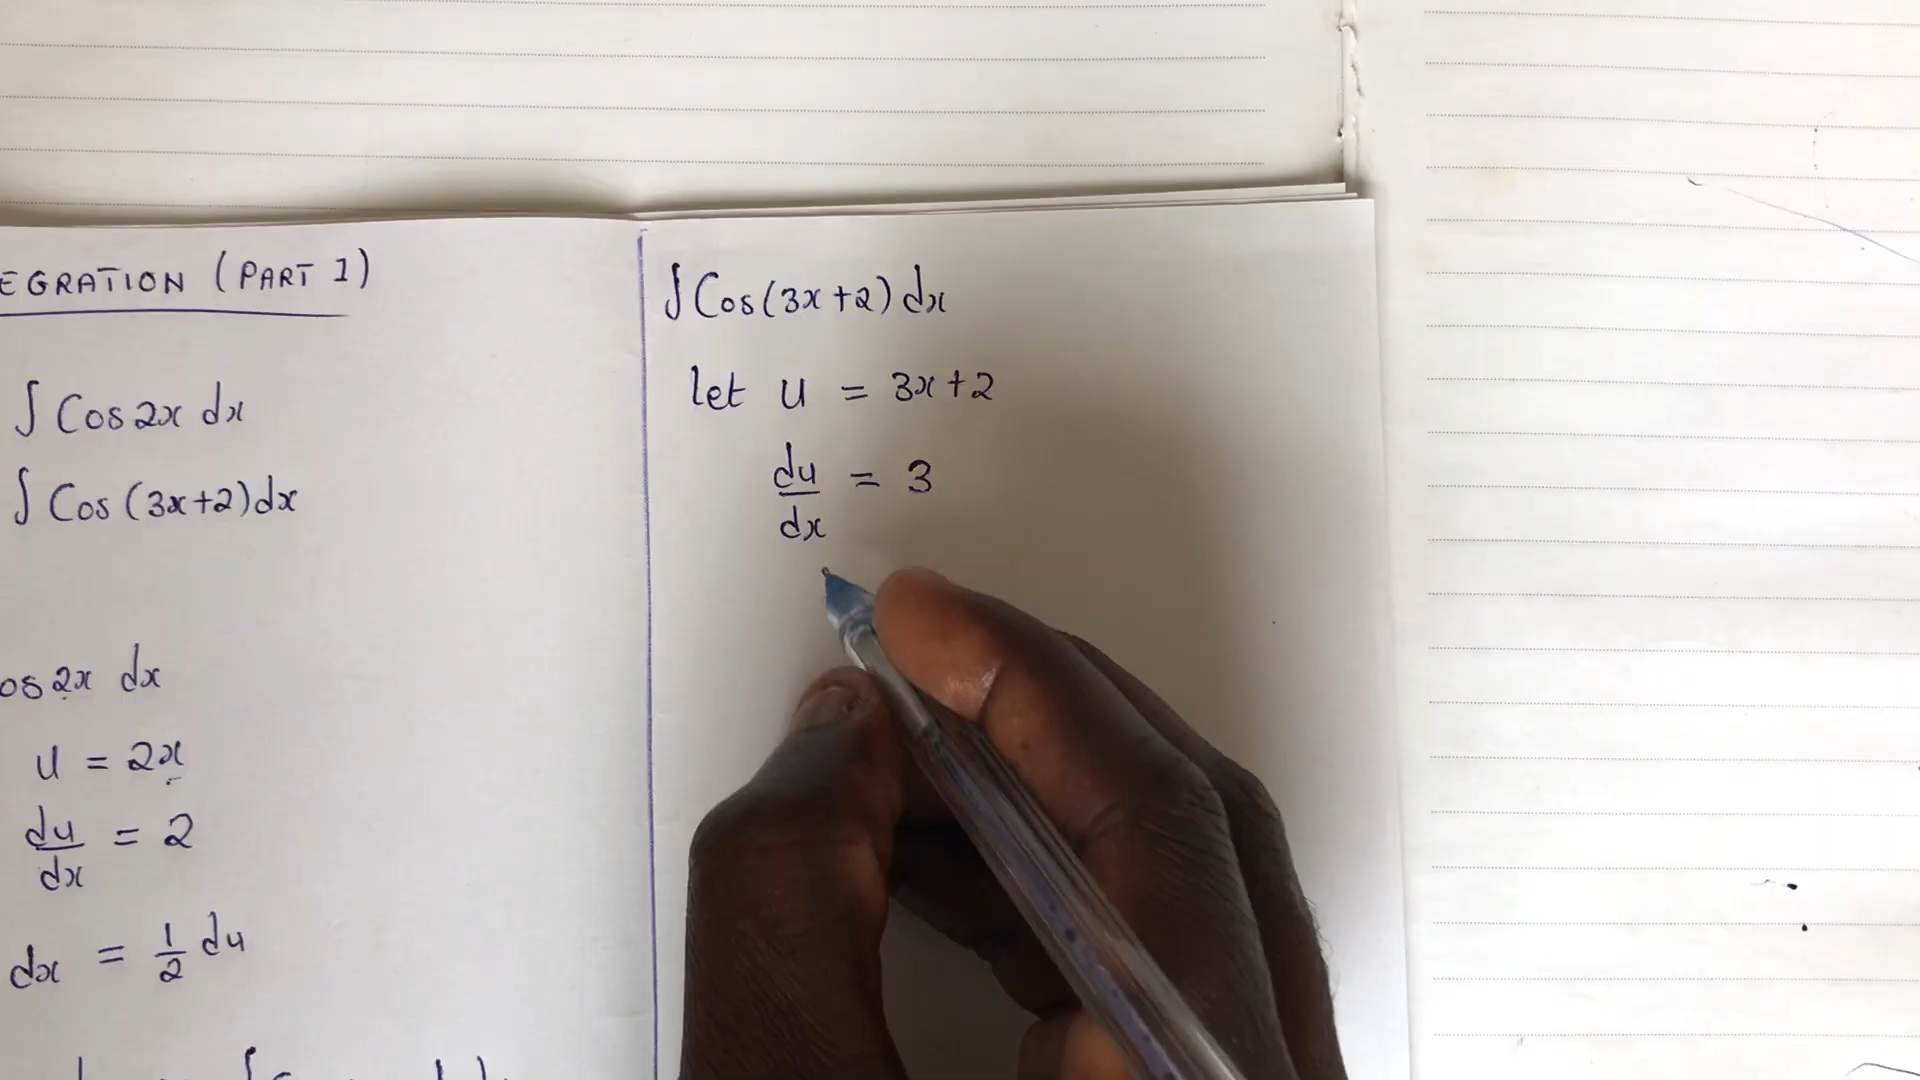 EGRATION (PART 1)
∫ Cos 2x dx
∫ Cos (3x+2) dx
os 2x dx
u = 2x
du/dx = 2
dx = 1/2 du
∫ Cos(3x+2) dx
let u = 3x+2
du/dx = 3